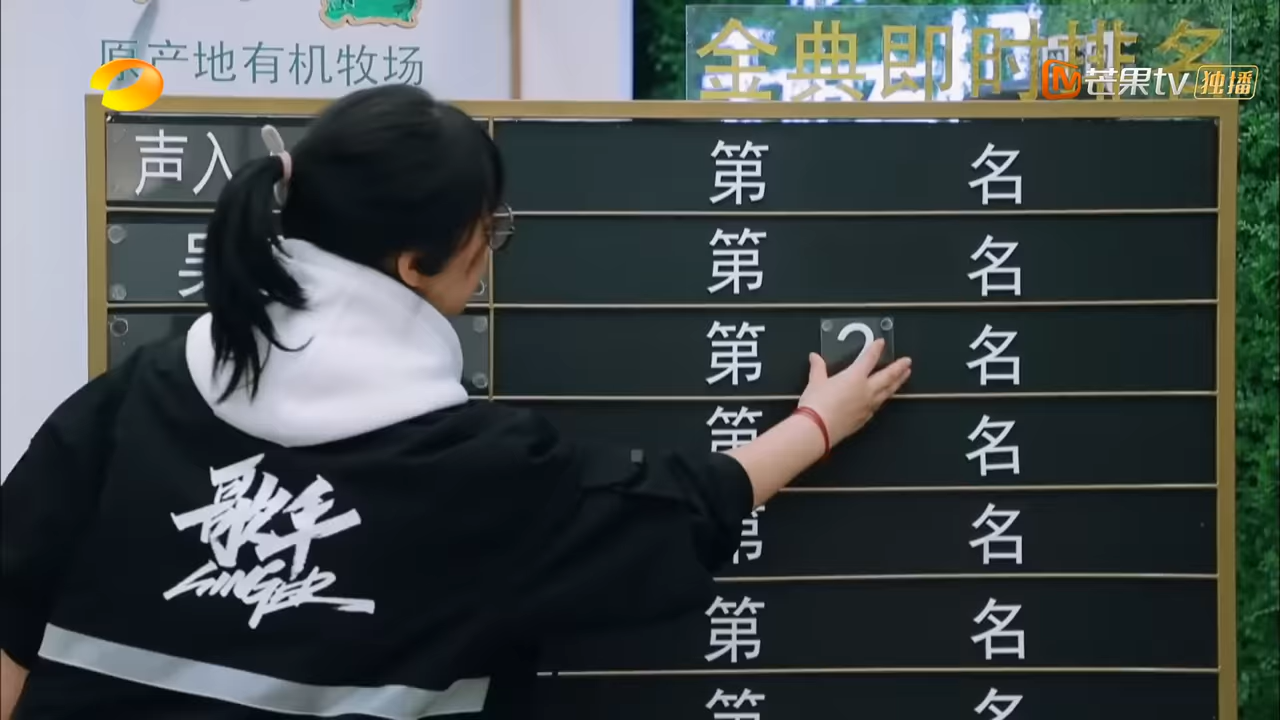 原产地有机牧场
金典即时排名
芒果tv 独播
声入
第 名
吴
第 名
第 2 名
第 名
第 名
第 名
第 名
歌手
SINGER